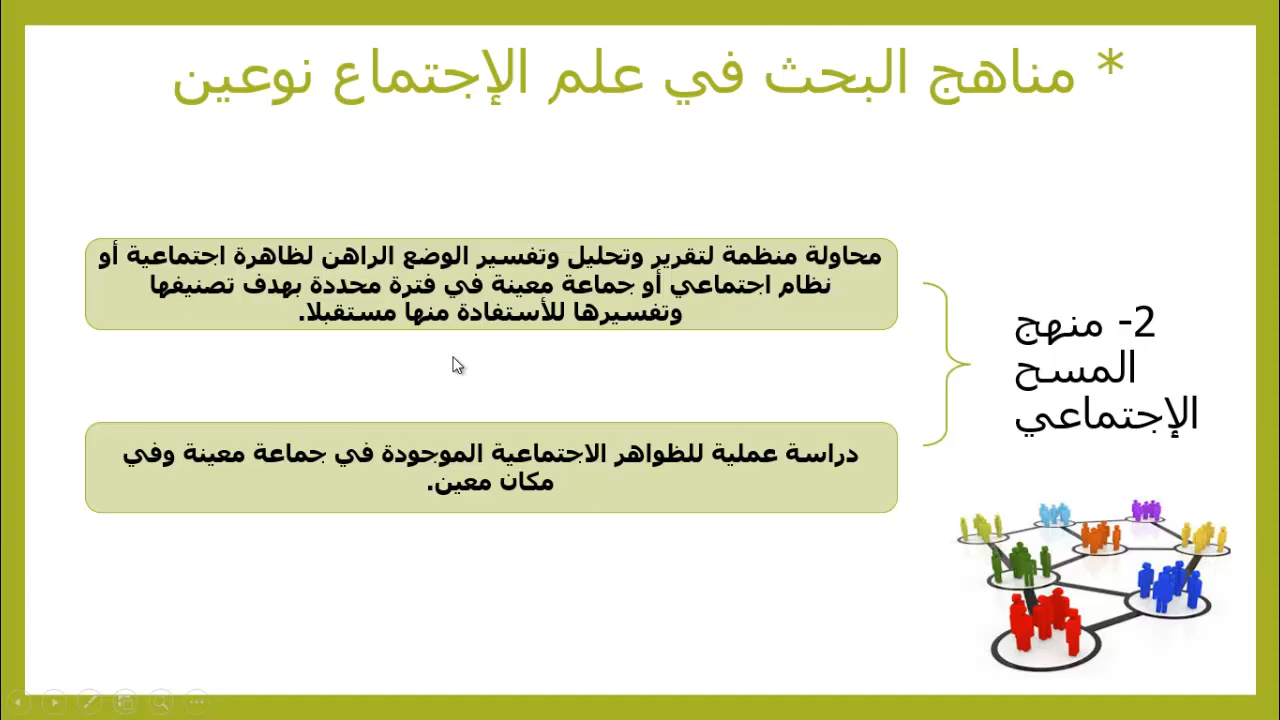 * مناهج البحث في علم الإجتماع نوعين
2- منهج
المسح
الإجتماعي
محاولة منظمة لتقرير وتحليل وتفسير الوضع الراهن لظاهرة اجتماعية أو
نظام اجتماعي أو جماعة معينة في فترة محددة بهدف تصنيفها
وتفسيرها للأستفادة منها مستقبلا.
دراسة عملية للظواهر الاجتماعية الموجودة في جماعة معينة وفي
مكان معين.